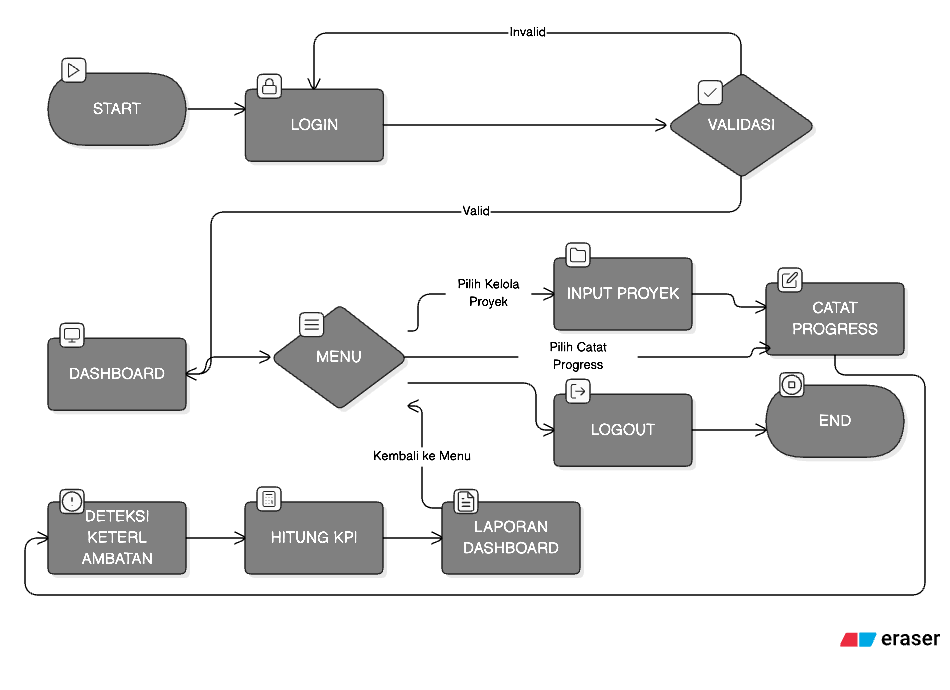 Invalid
START
LOGIN
VALIDASI
Valid
Pilih Kelola
Proyek
INPUT PROYEK
CATAT
PROGRESS
DASHBOARD
MENU
Pilih Catat
Progress
LOGOUT
END
Kembali ke Menu
DETEKSI
KETERL
AMBATAN
HITUNG KPI
LAPORAN
DASHBOARD
eraser